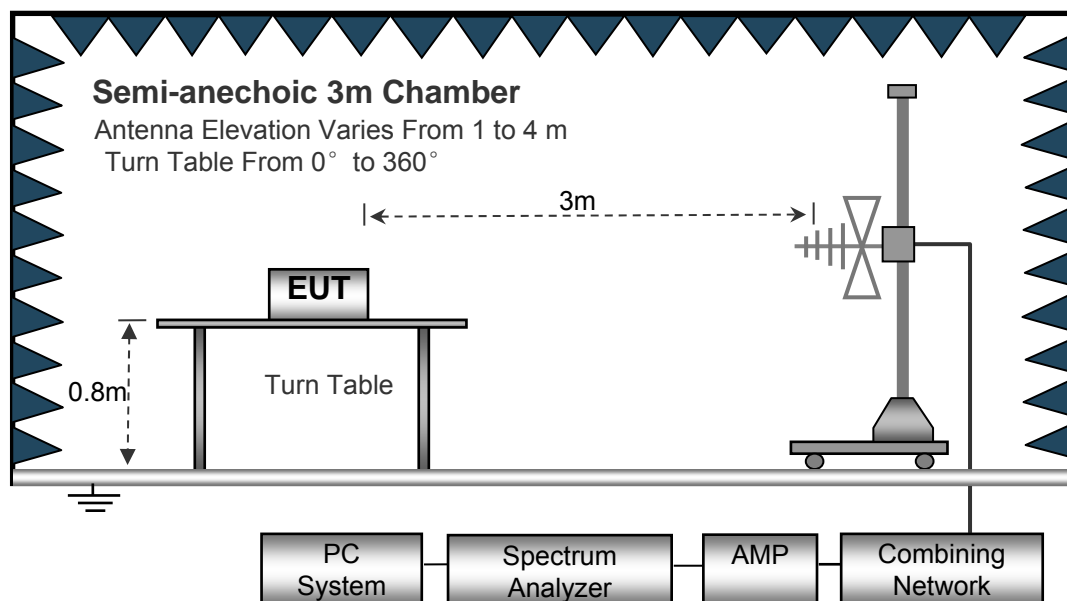 Semi-anechoic 3m Chamber
Antenna Elevation Varies From 1 to 4 m
Turn Table From 0° to 360°
3m
EUT
0.8m
Turn Table
PC
System
Spectrum
Analyzer
AMP
Combining
Network